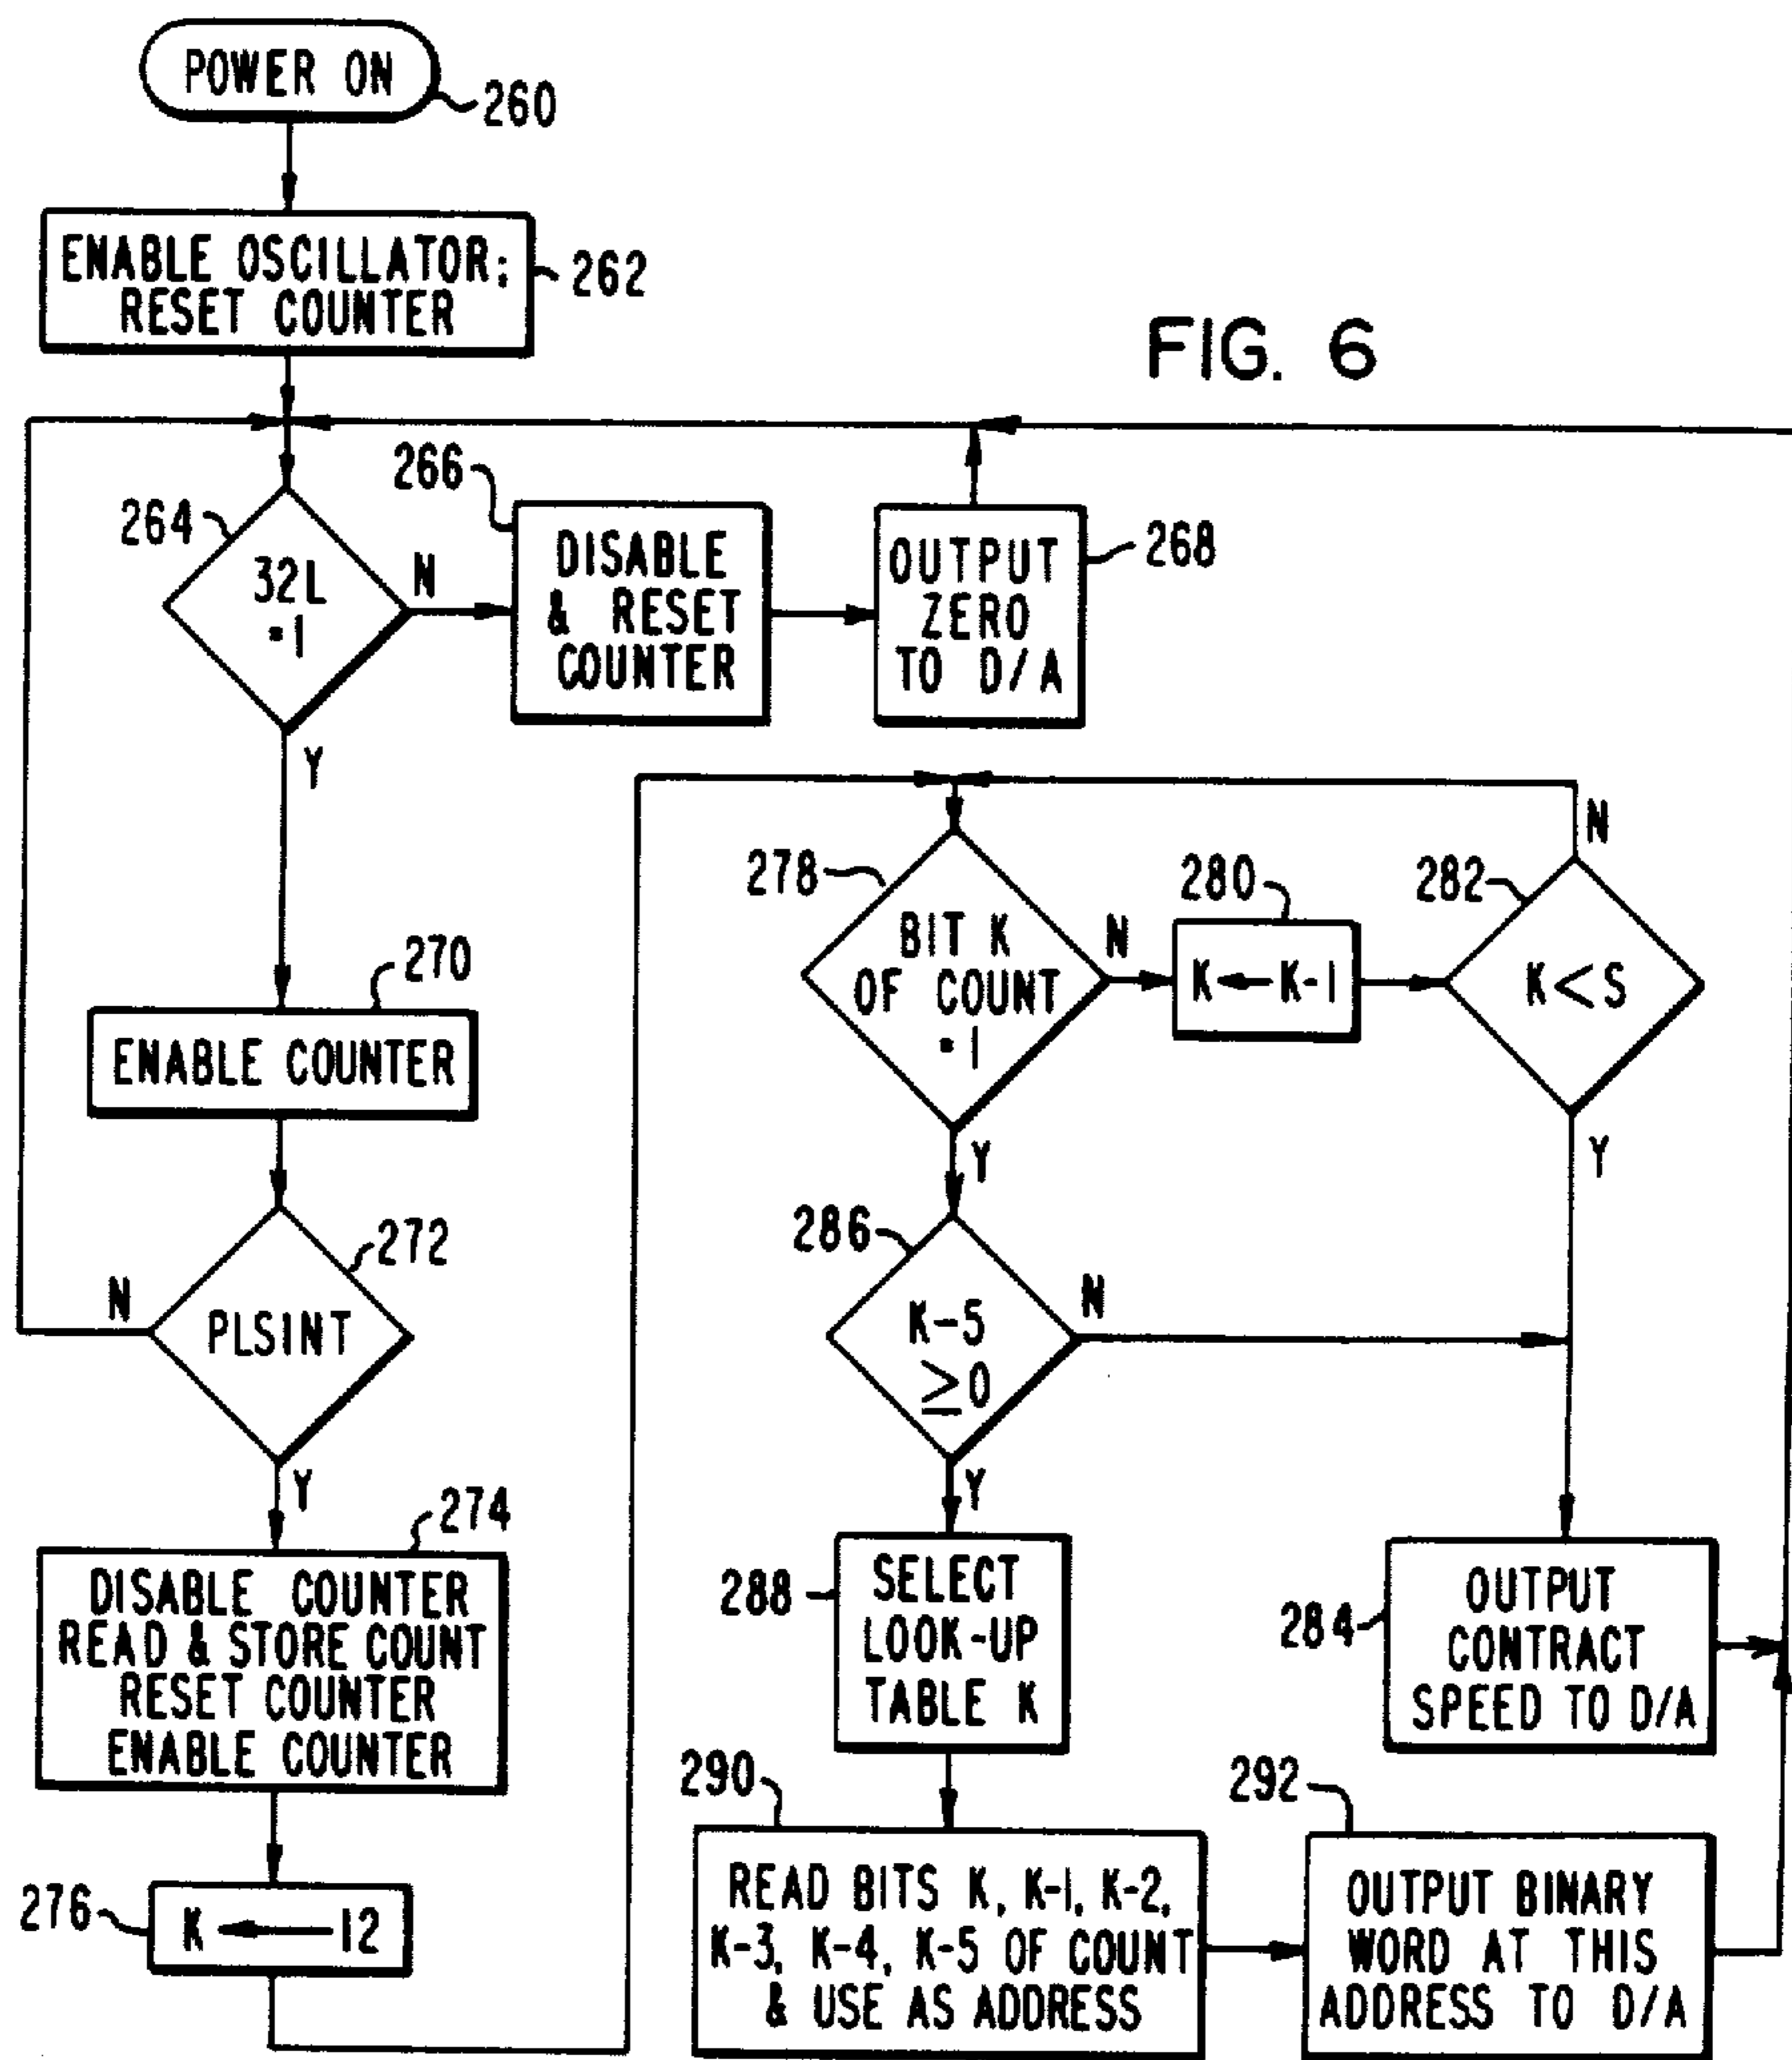 POWER ON
260
ENABLE OSCILLATOR;
RESET COUNTER
262
FIG. 6
264
32L
=1
N
Y
266
DISABLE
& RESET
COUNTER
OUTPUT
ZERO
TO D/A
268
270
ENABLE COUNTER
272
PLSINT
N
Y
274
DISABLE COUNTER
READ & STORE COUNT
RESET COUNTER
ENABLE COUNTER
276
K ← 12
278
BIT K
OF COUNT
=1
N
Y
280
K ← K-1
282
K < S
N
Y
286
K-5
≥0
N
Y
288
SELECT
LOOK-UP
TABLE K
284
OUTPUT
CONTRACT
SPEED TO D/A
290
READ BITS K, K-1, K-2,
K-3, K-4, K-5 OF COUNT
& USE AS ADDRESS
292
OUTPUT BINARY
WORD AT THIS
ADDRESS TO D/A